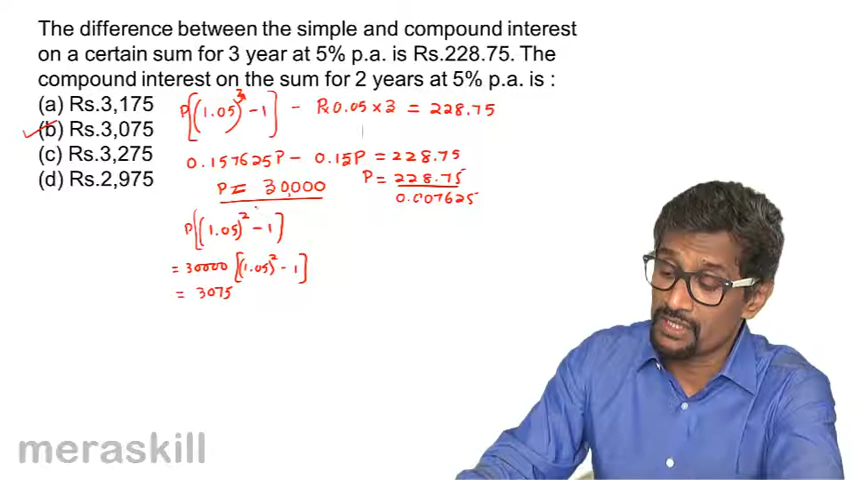 The difference between the simple and compound interest
on a certain sum for 3 year at 5% p.a. is Rs.228.75. The
compound interest on the sum for 2 years at 5% p.a. is :
(a) Rs.3,175
(b) Rs.3,075
(c) Rs.3,275
(d) Rs.2,975
P[(1.05)^3 - 1] - P×0.05×3 = 228.75
0.157625P - 0.15P = 228.75
P = 228.75 / 0.007625
P = 30,000
P[(1.05)^2 - 1]
= 30000 [(1.05)^2 - 1]
= 3075
meraskill